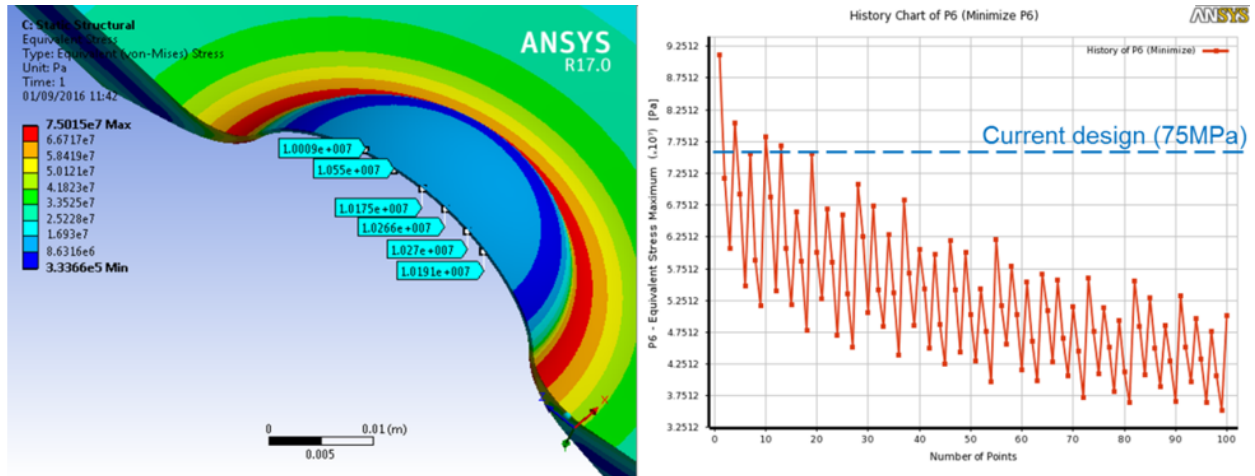 C: Static Structural
Equivalent Stress
Type: Equivalent (von-Mises) Stress
Unit: Pa
Time: 1
01/09/2016 11:42
7.5015e7 Max
6.6717e7
5.8419e7
5.0121e7
4.1823e7
3.3525e7
2.5228e7
1.693e7
8.6316e6
3.3366e5 Min
ANSYS
R17.0
1.0009e+007
1.055e+007
1.0175e+007
1.0266e+007
1.027e+007
1.0191e+007
0
0.01 (m)
0.005
Z
X
Y
History Chart of P6 (Minimize P6)
ANSYS
History of P6 (Minimize)
Current design (75MPa)
P6 - Equivalent Stress Maximum (.10⁷) [Pa]
9.2512
8.7512
8.2512
7.7512
7.2512
6.7512
6.2512
5.7512
5.2512
4.7512
4.2512
3.7512
3.2512
0 10 20 30 40 50 60 70 80 90 100
Number of Points